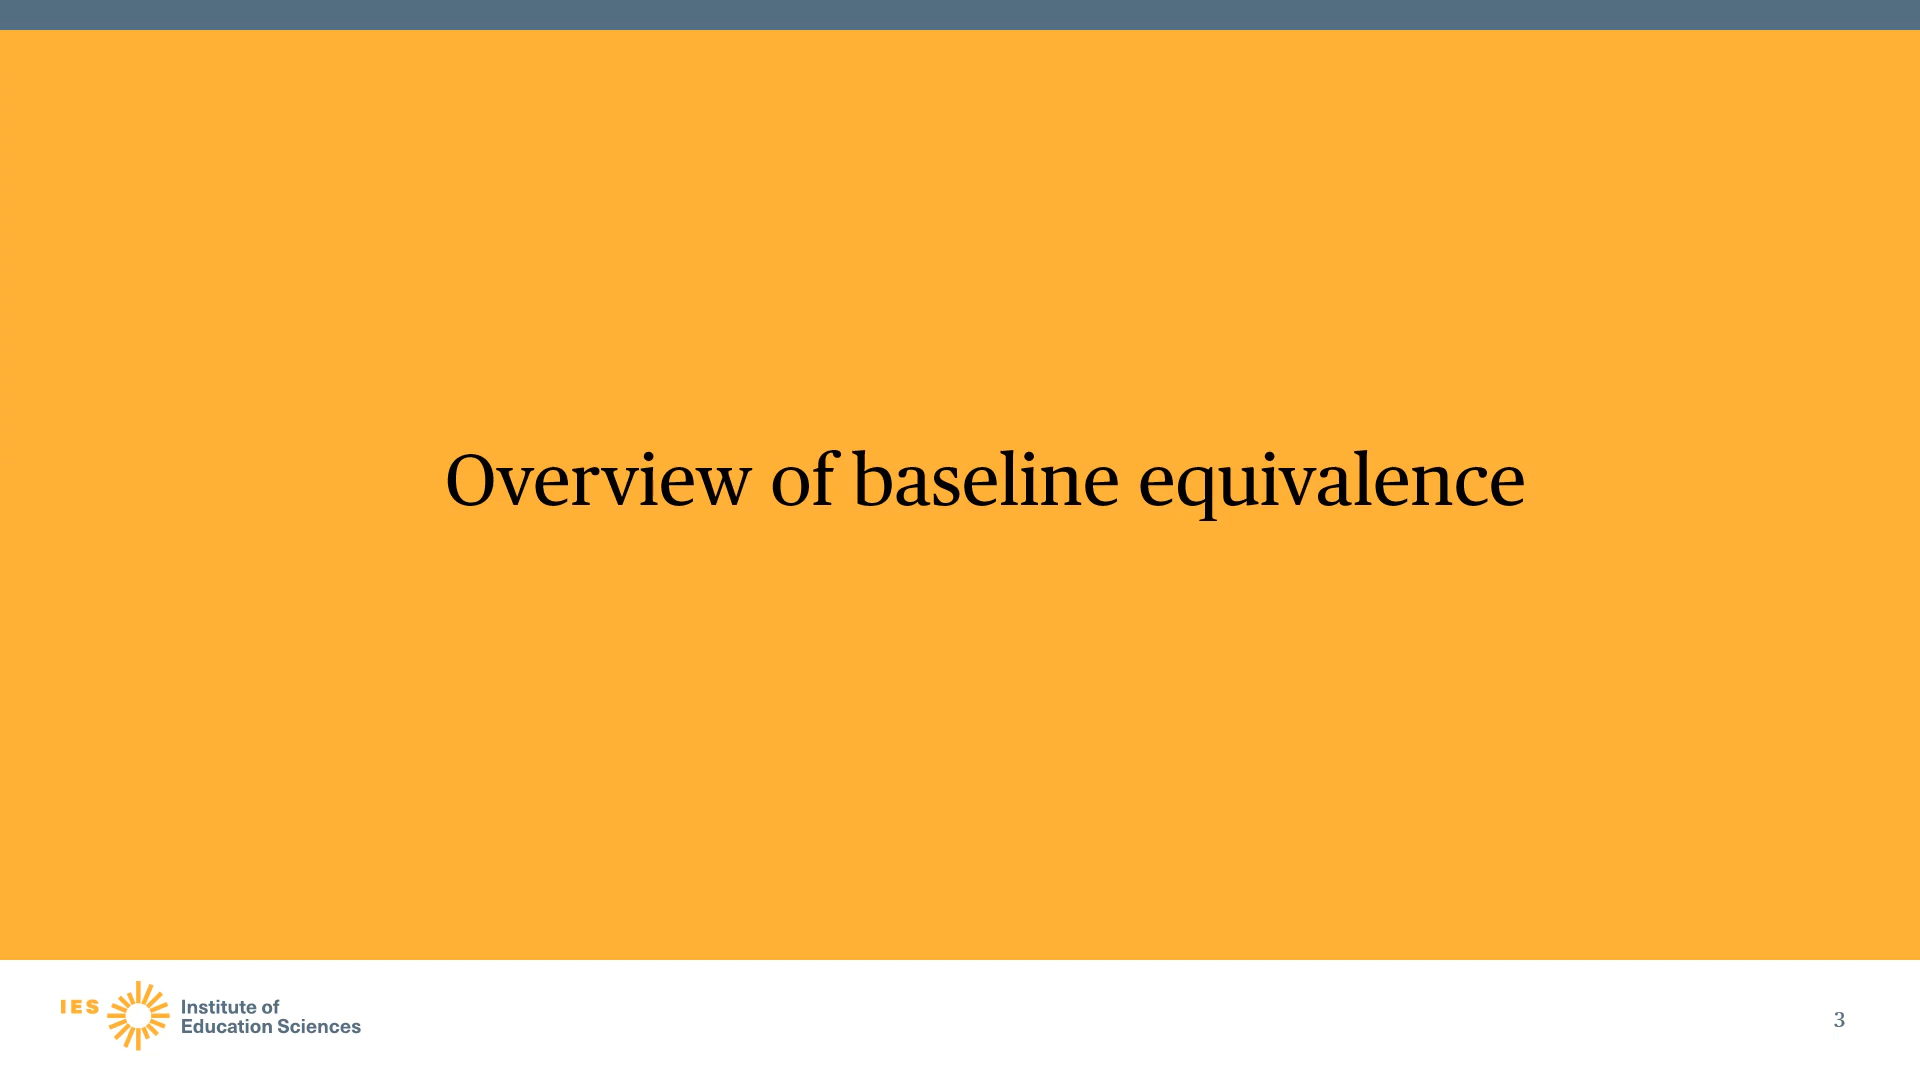 Overview of baseline equivalence
IES
Institute of
Education Sciences
3